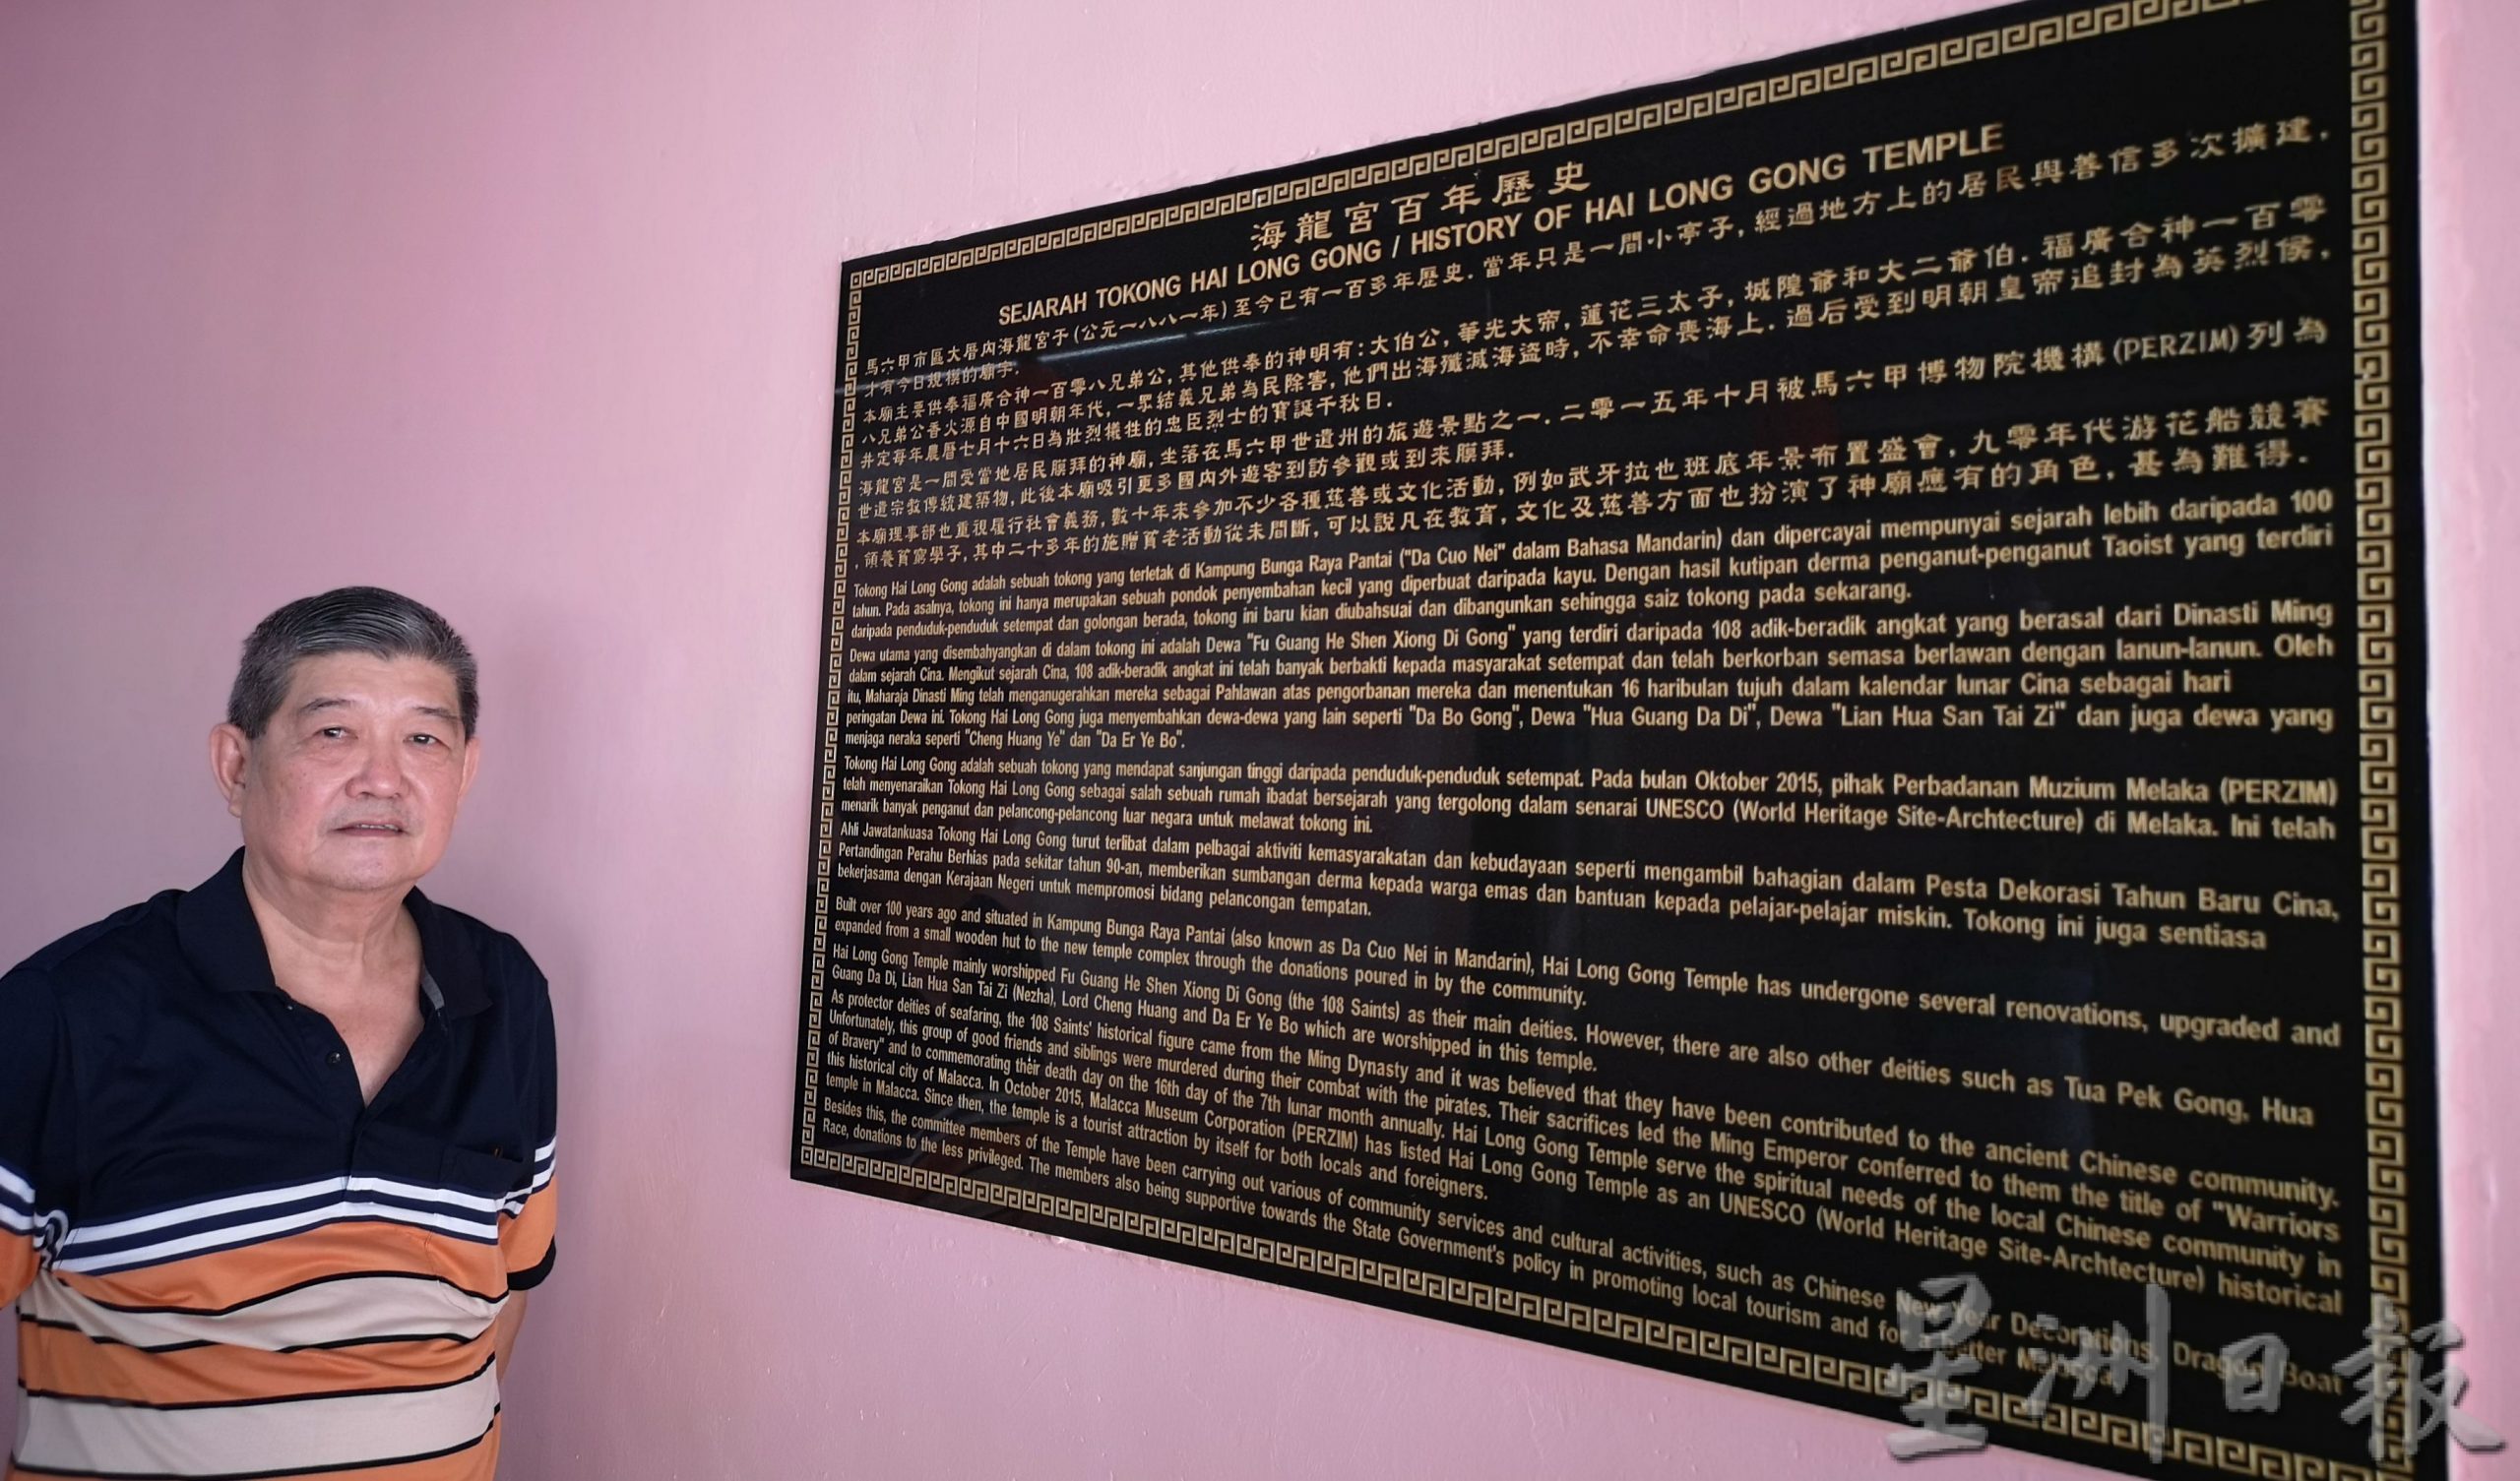 海龍宮百年歷史
SEJARAH TOKONG HAI LONG GONG / HISTORY OF HAI LONG GONG TEMPLE
馬六甲市區大厝內海龍宮于(公元一八八一年)至今已有一百多年歷史.當年只是一間小亭子,經過地方上的居民與善信多次擴建.
才有今日規模的廟宇.
本廟主要供奉福廣合神一百零八兄弟公,其他供奉的神明有:大伯公,華光大帝,蓮花三太子,城隍爺和大二爺伯.福廣合神一百零
八兄弟公香火源自中國明朝年代,一眾結義兄弟為民除害,他們出海殲滅海盜時,不幸命喪海上.過后受到明朝皇帝追封為英烈侯.
并定每年農曆七月十六日為壯烈犧牲的忠臣烈士的寶誕千秋日.
海龍宮是一間受當地居民膜拜的神廟,坐落在馬六甲世遺州的旅遊景點之一.二零一五年十月被馬六甲博物院機構(PERZIM)列為
世遺宗教傳統建築物,此後本廟吸引更多國內外遊客到訪參觀或到來膜拜.
本廟理事部也重視履行社會義務,數十年來參加不少各種慈善或文化活動,例如武牙拉也班底年景布置盛會,九零年代游花船競賽
,領養貧窮學子,其中二十多年的施贈貧老活動從未間斷,可以說凡在教育,文化及慈善方面也扮演了神廟應有的角色,甚為難得.
Tokong Hai Long Gong adalah sebuah tokong yang terletak di Kampung Bunga Raya Pantai ("Da Cuo Nei" dalam Bahasa Mandarin) dan dipercayai mempunyai sejarah lebih daripada 100
tahun. Pada asalnya, tokong ini hanya merupakan sebuah pondok penyembahan kecil yang diperbuat daripada kayu. Dengan hasil kutipan derma penganut-penganut Taoist yang terdiri
daripada penduduk-penduduk setempat dan golongan berada, tokong ini baru kian diubahsuai dan dibangunkan sehingga saiz tokong pada sekarang.
Dewa utama yang disembahyangkan di dalam tokong ini adalah Dewa "Fu Guang He Shen Xiong Di Gong" yang terdiri daripada 108 adik-beradik angkat yang berasal dari Dinasti Ming
dalam sejarah Cina. Mengikut sejarah Cina, 108 adik-beradik angkat ini telah banyak berbakti kepada masyarakat setempat dan telah berkorban semasa berlawan dengan lanun-lanun. Oleh
itu, Maharaja Dinasti Ming telah menganugerahkan mereka sebagai Pahlawan atas pengorbanan mereka dan menentukan 16 haribulan tujuh dalam kalendar lunar Cina sebagai hari
peringatan Dewa ini. Tokong Hai Long Gong juga menyembahkan dewa-dewa yang lain seperti "Da Bo Gong", Dewa "Hua Guang Da Di", Dewa "Lian Hua San Tai Zi" dan juga dewa yang
menjaga neraka seperti "Cheng Huang Ye" dan "Da Er Ye Bo".
Tokong Hai Long Gong adalah sebuah tokong yang mendapat sanjungan tinggi daripada penduduk-penduduk setempat. Pada bulan Oktober 2015, pihak Perbadanan Muzium Melaka (PERZIM)
telah menyenaraikan Tokong Hai Long Gong sebagai salah sebuah rumah ibadat bersejarah yang tergolong dalam senarai UNESCO (World Heritage Site-Archtecture) di Melaka. Ini telah
menarik banyak penganut dan pelancong-pelancong luar negara untuk melawat tokong ini.
Ahli Jawatankuasa Tokong Hai Long Gong turut terlibat dalam pelbagai aktiviti kemasyarakatan dan kebudayaan seperti mengambil bahagian dalam Pesta Dekorasi Tahun Baru Cina,
Pertandingan Perahu Berhias pada sekitar tahun 90-an, memberikan sumbangan derma kepada warga emas dan bantuan kepada pelajar-pelajar miskin. Tokong ini juga sentiasa
bekerjasama dengan Kerajaan Negeri untuk mempromosi bidang pelancongan tempatan.
Built over 100 years ago and situated in Kampung Bunga Raya Pantai (also known as Da Cuo Nei in Mandarin), Hai Long Gong Temple has undergone several renovations, upgraded and
expanded from a small wooden hut to the new temple complex through the donations poured in by the community.
Hai Long Gong Temple mainly worshipped Fu Guang He Shen Xiong Di Gong (the 108 Saints) as their main deities. However, there are also other deities such as Tua Pek Gong, Hua
Guang Da Di, Lian Hua San Tai Zi (Nezha), Lord Cheng Huang and Da Er Ye Bo which are worshipped in this temple.
As protector deities of seafaring, the 108 Saints' historical figure came from the Ming Dynasty and it was believed that they have been contributed to the ancient Chinese community.
Unfortunately, this group of good friends and siblings were murdered during their combat with the pirates. Their sacrifices led the Ming Emperor conferred to them the title of "Warriors
of Bravery" and to commemorating their death day on the 16th day of the 7th lunar month annually. Hai Long Gong Temple serve the spiritual needs of the local Chinese community in
this historical city of Malacca. In October 2015, Malacca Museum Corporation (PERZIM) has listed Hai Long Gong Temple as an UNESCO (World Heritage Site-Archtecture) historical
temple in Malacca. Since then, the temple is a tourist attraction by itself for both locals and foreigners.
Besides this, the committee members of the Temple have been carrying out various of community services and cultural activities, such as Chinese New Year Decorations, Dragon Boat
Race, donations to the less privileged. The members also being supportive towards the State Government's policy in promoting local tourism and for a better Malacca.
星洲日報